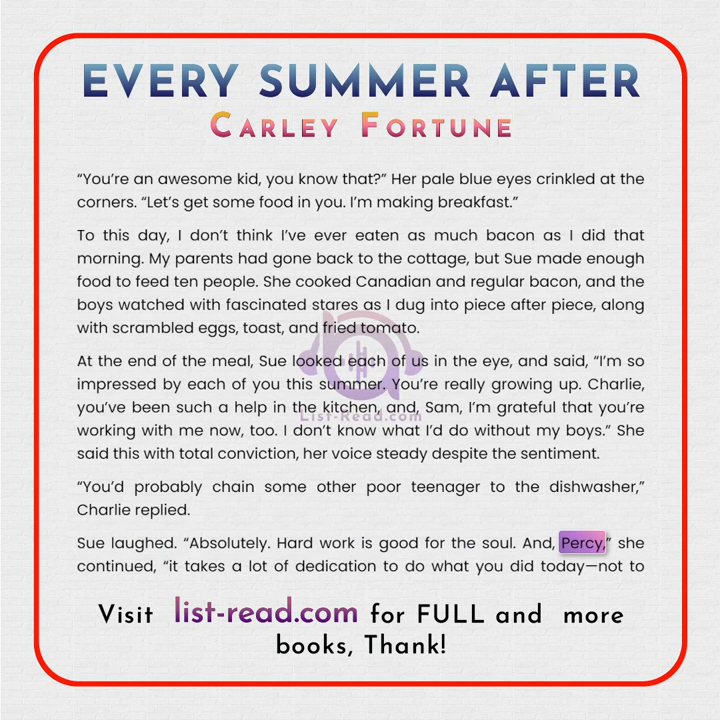 EVERY SUMMER AFTER
CARLEY FORTUNE
“You’re an awesome kid, you know that?” Her pale blue eyes crinkled at the
corners. “Let’s get some food in you. I’m making breakfast.”
To this day, I don’t think I’ve ever eaten as much bacon as I did that
morning. My parents had gone back to the cottage, but Sue made enough
food to feed ten people. She cooked Canadian and regular bacon, and the
boys watched with fascinated stares as I dug into piece after piece, along
with scrambled eggs, toast, and fried tomato.
At the end of the meal, Sue looked each of us in the eye, and said, “I’m so
impressed by each of you this summer. You’re really growing up. Charlie,
you’ve been such a help in the kitchen, and, Sam, I’m grateful that you’re
List-Read.com
working with me now, too. I don’t know what I’d do without my boys.” She
said this with total conviction, her voice steady despite the sentiment.
“You’d probably chain some other poor teenager to the dishwasher,”
Charlie replied.
Sue laughed. “Absolutely. Hard work is good for the soul. And, Percy,” she
continued, “it takes a lot of dedication to do what you did today—not to
Visit list-read.com for FULL and more
books, Thank!